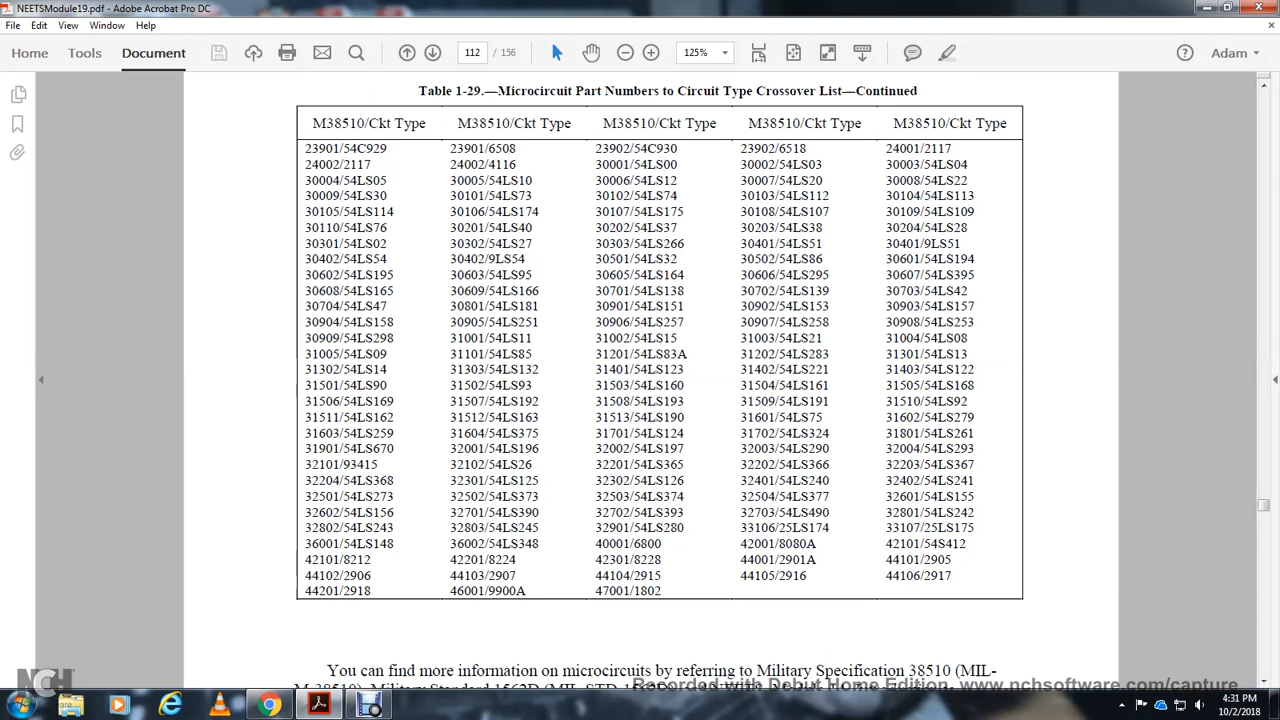 NEETSModule19.pdf - Adobe Acrobat Pro DC
File Edit View Window Help
Home Tools Document 112 / 156 125% Adam
Table 1-29.—Microcircuit Part Numbers to Circuit Type Crossover List—Continued
M38510/Ckt Type M38510/Ckt Type M38510/Ckt Type M38510/Ckt Type M38510/Ckt Type
23901/54C929 23901/6508 23902/54C930 23902/6518 24001/2117
24002/2117 24002/4116 30001/54LS00 30002/54LS03 30003/54LS04
30004/54LS05 30005/54LS10 30006/54LS12 30007/54LS20 30008/54LS22
30009/54LS30 30101/54LS73 30102/54LS74 30103/54LS112 30104/54LS113
30105/54LS114 30106/54LS174 30107/54LS175 30108/54LS107 30109/54LS109
30110/54LS76 30201/54LS40 30202/54LS37 30203/54LS38 30204/54LS28
30301/54LS02 30302/54LS27 30303/54LS266 30401/54LS51 30401/9LS51
30402/54LS54 30402/9LS54 30501/54LS32 30502/54LS86 30601/54LS194
30602/54LS195 30603/54LS95 30605/54LS164 30606/54LS295 30607/54LS395
30608/54LS165 30609/54LS166 30701/54LS138 30702/54LS139 30703/54LS42
30704/54LS47 30801/54LS181 30901/54LS151 30902/54LS153 30903/54LS157
30904/54LS158 30905/54LS251 30906/54LS257 30907/54LS258 30908/54LS253
30909/54LS298 31001/54LS11 31002/54LS15 31003/54LS21 31004/54LS08
31005/54LS09 31101/54LS85 31201/54LS83A 31202/54LS283 31301/54LS13
31302/54LS14 31303/54LS132 31401/54LS123 31402/54LS221 31403/54LS122
31501/54LS90 31502/54LS93 31503/54LS160 31504/54LS161 31505/54LS168
31506/54LS169 31507/54LS192 31508/54LS193 31509/54LS191 31510/54LS92
31511/54LS162 31512/54LS163 31513/54LS190 31601/54LS75 31602/54LS279
31603/54LS259 31604/54LS375 31701/54LS124 31702/54LS324 31801/54LS261
31901/54LS670 32001/54LS196 32002/54LS197 32003/54LS290 32004/54LS293
32101/93415 32102/54LS26 32201/54LS365 32202/54LS366 32203/54LS367
32204/54LS368 32301/54LS125 32302/54LS126 32401/54LS240 32402/54LS241
32501/54LS273 32502/54LS373 32503/54LS374 32504/54LS377 32601/54LS155
32602/54LS156 32701/54LS390 32702/54LS393 32703/54LS490 32801/54LS242
32802/54LS243 32803/54LS245 32901/54LS280 33106/25LS174 33107/25LS175
36001/54LS148 36002/54LS348 40001/6800 42001/8080A 42101/54S412
42101/8212 42201/8224 42301/8228 44001/2901A 44101/2905
44102/2906 44103/2907 44104/2915 44105/2916 44106/2917
44201/2918 46001/9900A 47001/1802
You can find more information on microcircuits by referring to Military Specification 38510 (MIL-
NCH
Recorded with Debut Home Edition. www.nchsoftware.com/capture
4:31 PM
10/2/2018